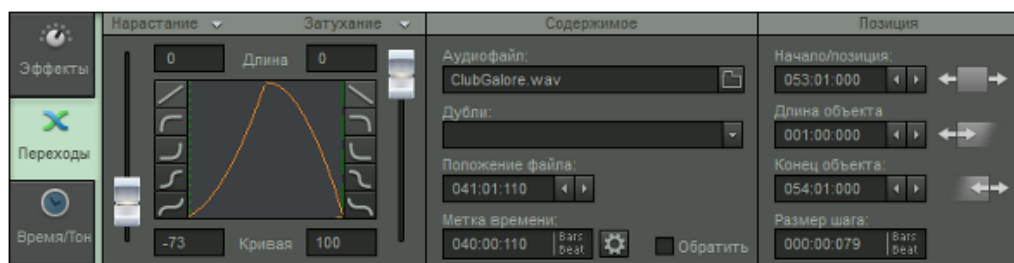 Эффекты
Переходы
Время/Тон
Нарастание Затухание
0 Длина 0
-73 Кривая 100
Содержимое
Аудиофайл:
ClubGalore.wav
Дубли:
Положение файла:
041:01:110
Метка времени:
040:00:110 Bars Beat Обратить
Позиция
Начало/позиция:
053:01:000
Длина объекта
001:00:000
Конец объекта:
054:01:000
Размер шага:
000:00:079 Bars Beat